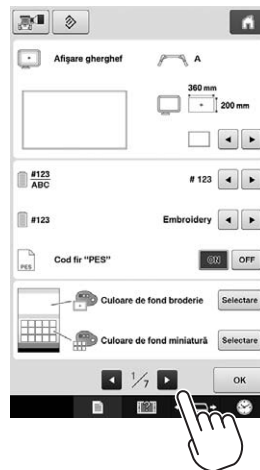 Afișare gherghef
A
360 mm
200 mm
#123
ABC
# 123
#123
Embroidery
PES
Cod fir "PES"
ON
OFF
Culoare de fond broderie
Selectare
Culoare de fond miniatură
Selectare
1/7
OK